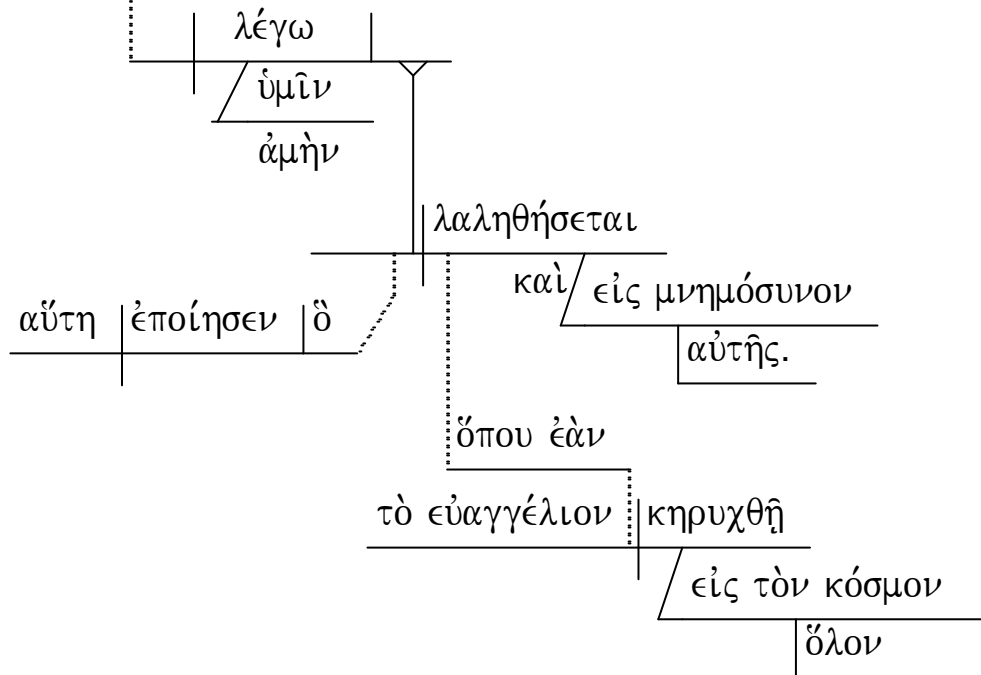 λέγω
ὑμῖν
ἀμὴν
λαληθήσεται
καὶ εἰς μνημόσυνον
αὕτη ἐποίησεν ὃ
αὐτῆς.
ὅπου ἐὰν
τὸ εὐαγγέλιον κηρυχθῇ
εἰς τὸν κόσμον
ὅλον